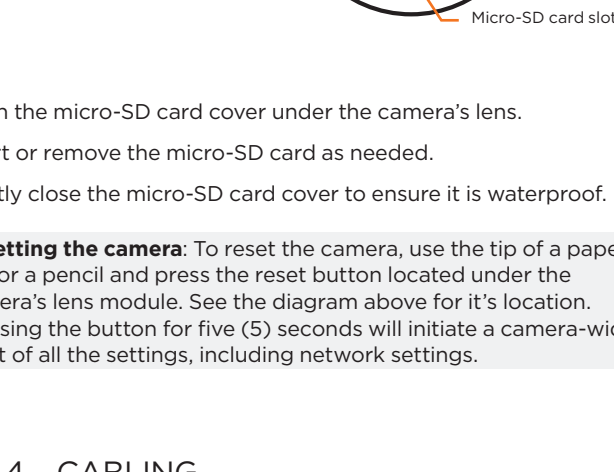 Micro-SD card slot
n the micro-SD card cover under the camera's lens.
t or remove the micro-SD card as needed.
tly close the micro-SD card cover to ensure it is waterproof.
etting the camera: To reset the camera, use the tip of a pape
or a pencil and press the reset button located under the
era's lens module. See the diagram above for it's location.
sing the button for five (5) seconds will initiate a camera-wi
t of all the settings, including network settings.
4 CABLING